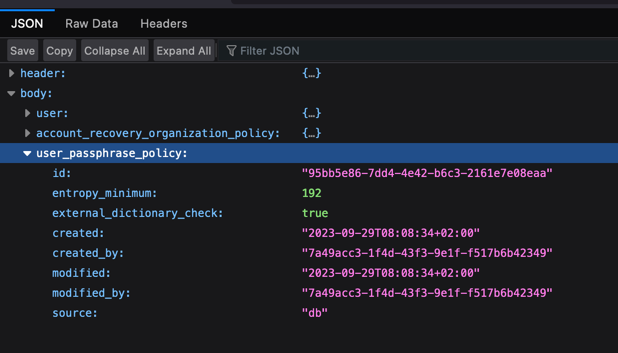 JSON Raw Data Headers
Save Copy Collapse All Expand All Filter JSON
header: {…}
body:
user: {…}
account_recovery_organization_policy: {…}
user_passphrase_policy:
id: "95bb5e86-7dd4-4e42-b6c3-2161e7e08eaa"
entropy_minimum: 192
external_dictionary_check: true
created: "2023-09-29T08:08:34+02:00"
created_by: "7a49acc3-1f4d-43f3-9e1f-f517b6b42349"
modified: "2023-09-29T08:08:34+02:00"
modified_by: "7a49acc3-1f4d-43f3-9e1f-f517b6b42349"
source: "db"